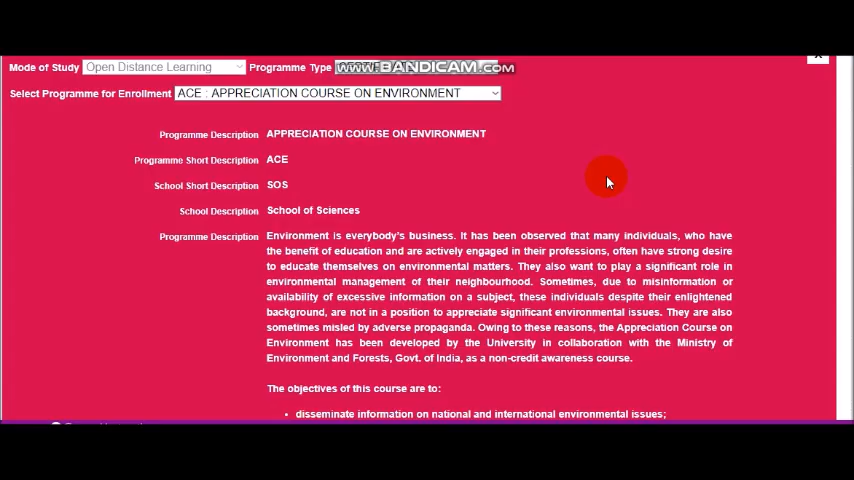 Mode of Study Open Distance Learning Programme Type www.BANDICAM.com
Select Programme for Enrollment ACE : APPRECIATION COURSE ON ENVIRONMENT
Programme Description APPRECIATION COURSE ON ENVIRONMENT
Programme Short Description ACE
School Short Description SOS
School Description School of Sciences
Programme Description Environment is everybody's business. It has been observed that many individuals, who have
the benefit of education and are actively engaged in their professions, often have strong desire
to educate themselves on environmental matters. They also want to play a significant role in
environmental management of their neighbourhood. Sometimes, due to misinformation or
availability of excessive information on a subject, these individuals despite their enlightened
background, are not in a position to appreciate significant environmental issues. They are also
sometimes misled by adverse propaganda. Owing to these reasons, the Appreciation Course on
Environment has been developed by the University in collaboration with the Ministry of
Environment and Forests, Govt. of India, as a non-credit awareness course.
The objectives of this course are to:
• disseminate information on national and international environmental issues;